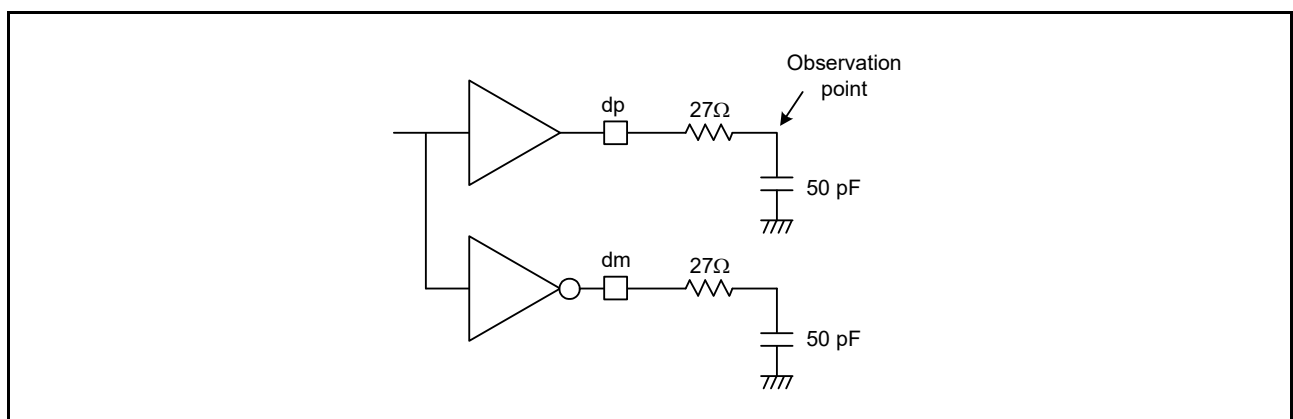 Observation
point
dp
27Ω
50 pF
dm
27Ω
50 pF